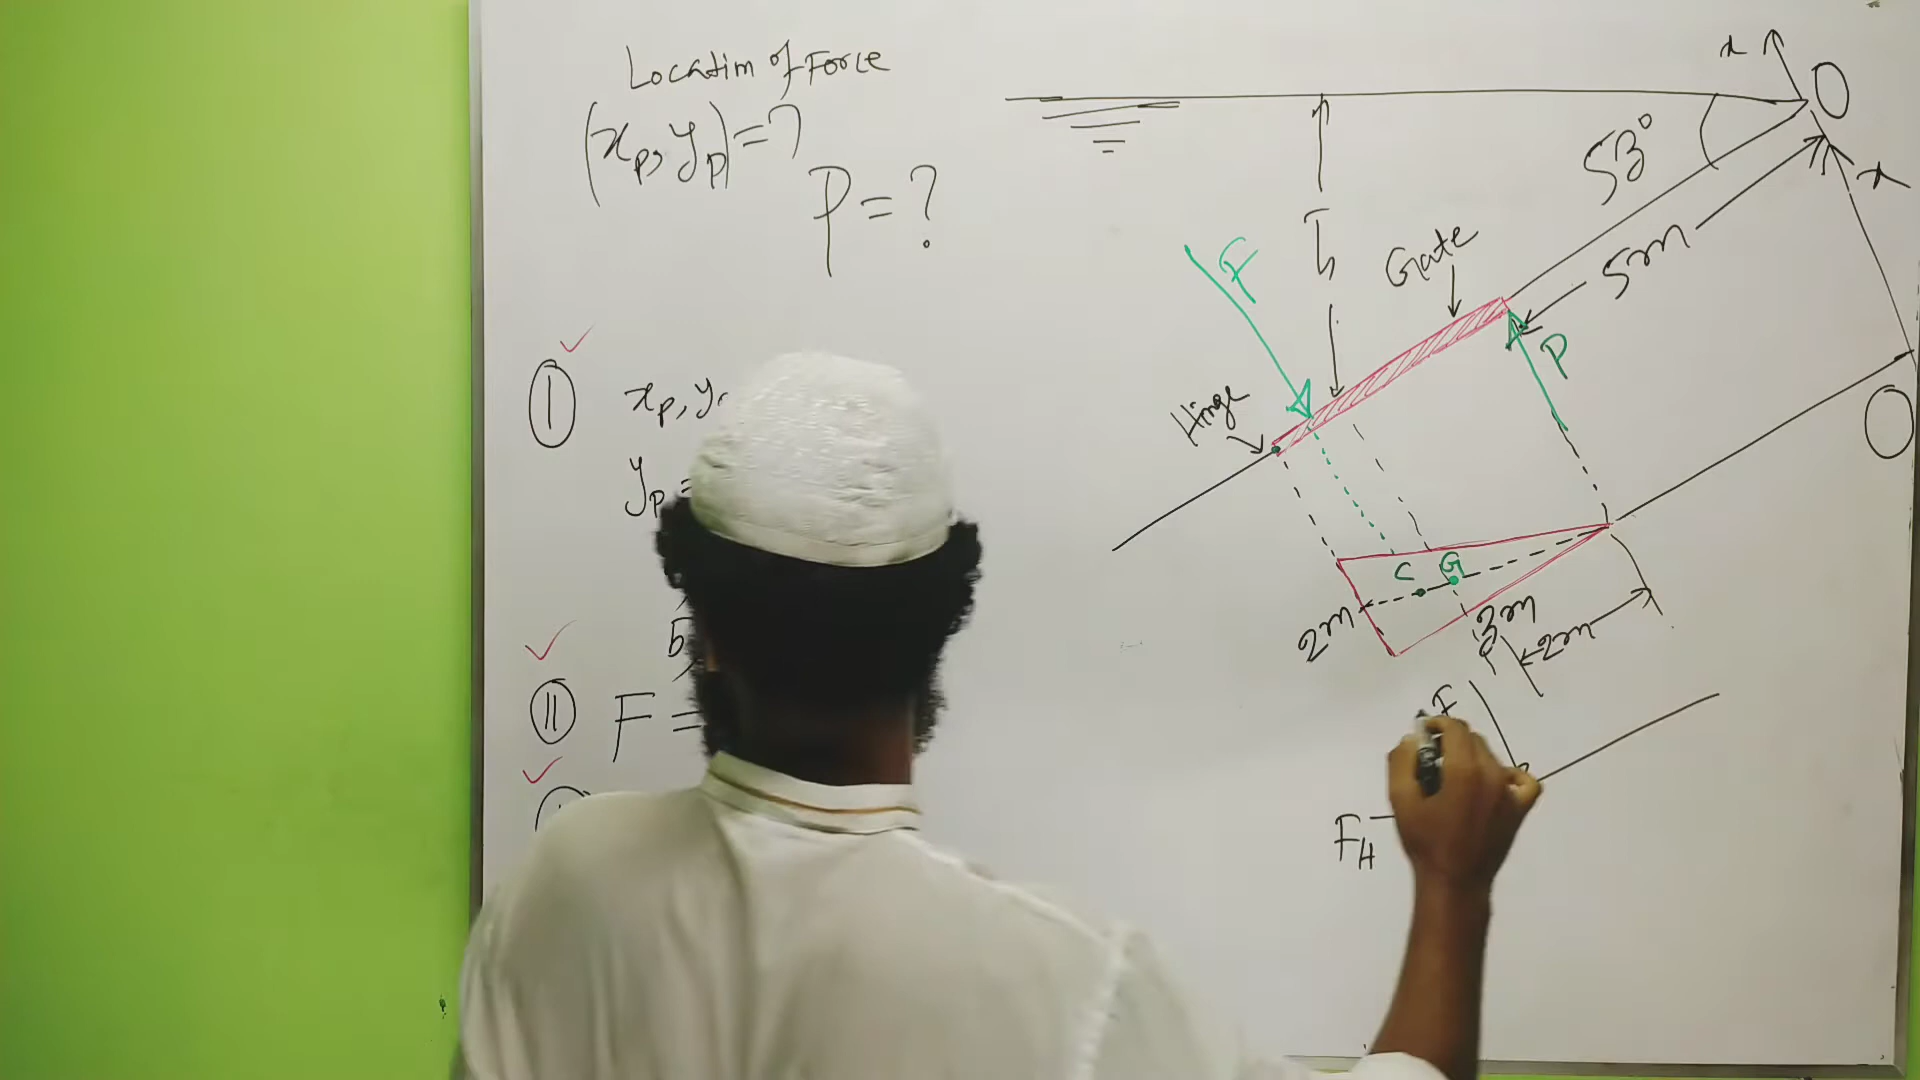 Location of Force
(xp, yp) = ?
P = ?
I
xp, y
yp =
II F =
x
O
53°
x
5m
h
Gate
F
P
Hinge
O
C
G
2m
3m
2m
F
FH